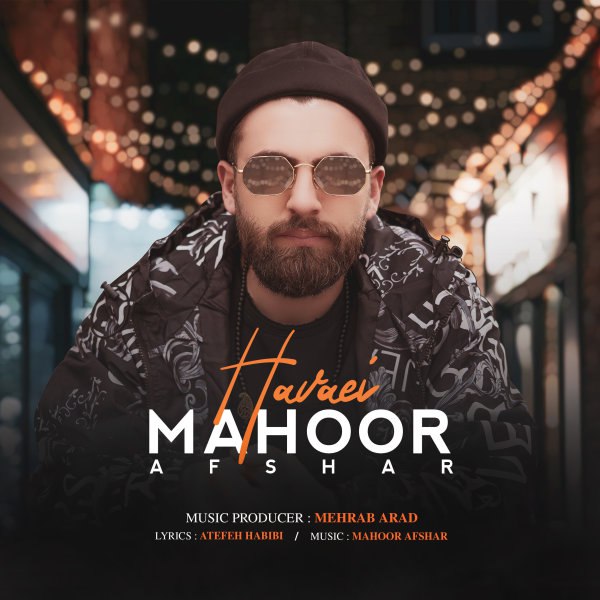 Havaei
MAHOOR
AFSHAR
MUSIC PRODUCER : MEHRAB ARAD
LYRICS : ATEFEH HABIBI / MUSIC : MAHOOR AFSHAR